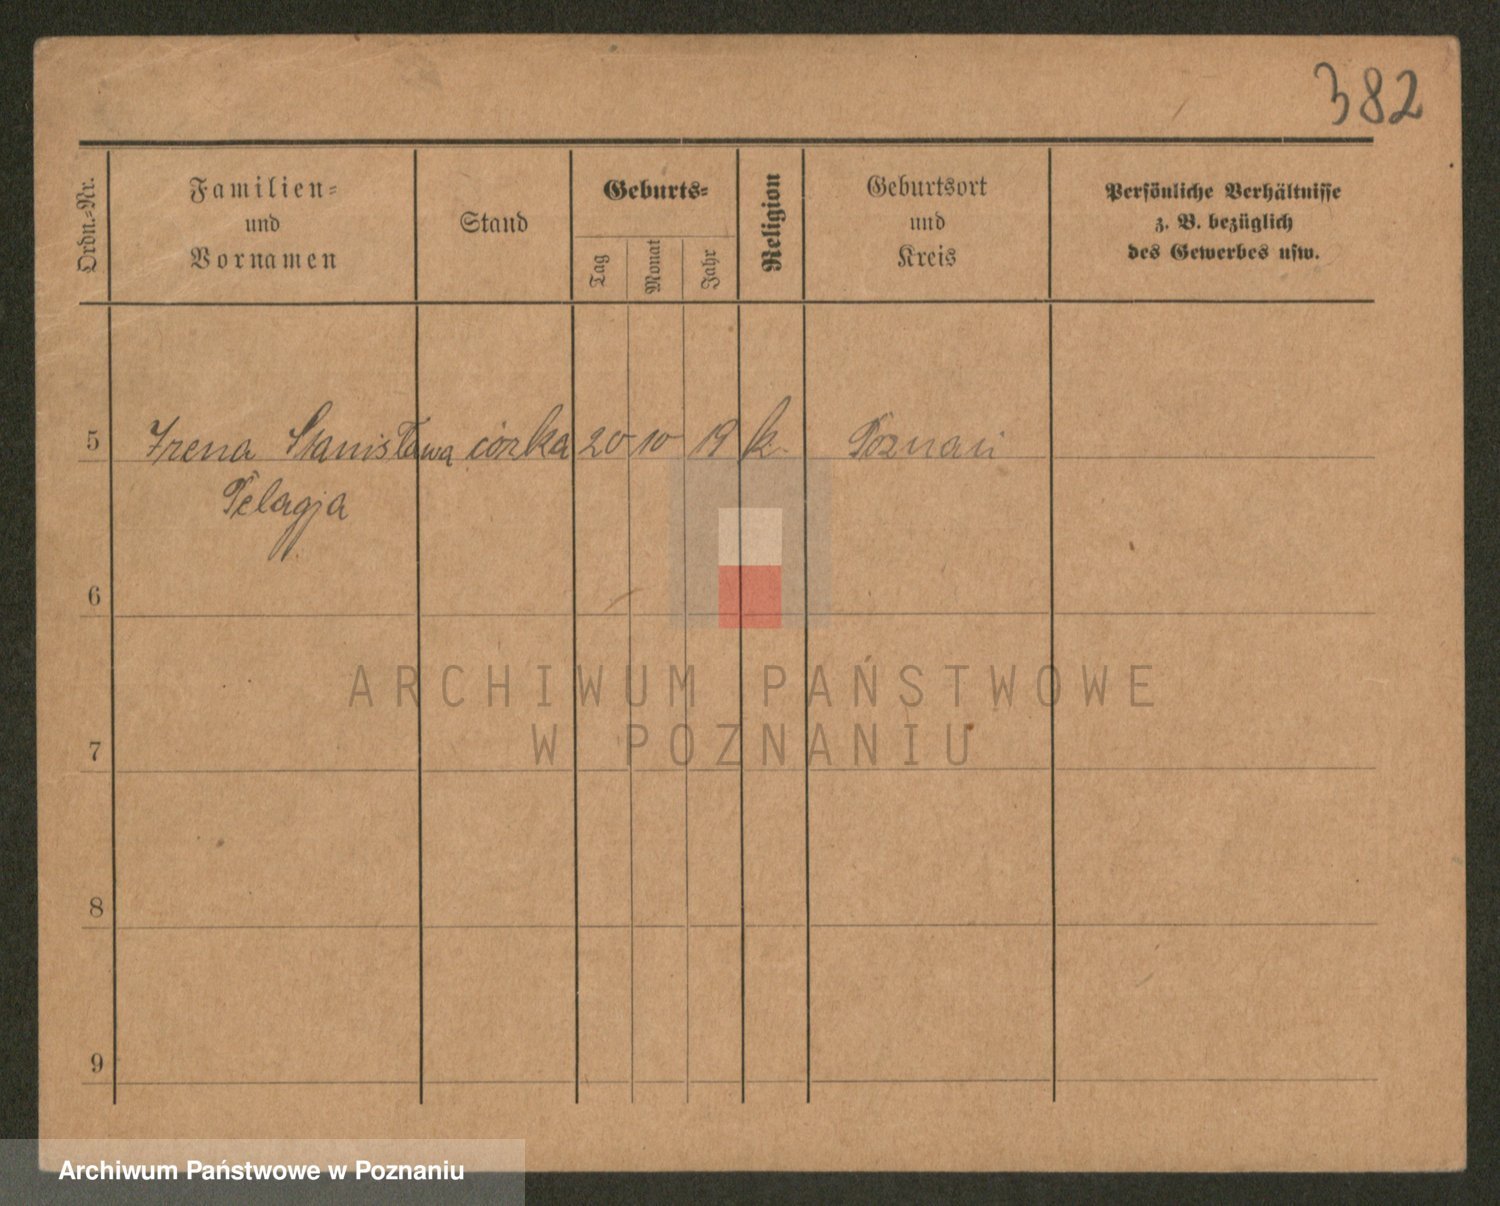 382
Ordn.-Nr.
Familien-
und
Vornamen
Stand
Geburts-
Tag
Monat
Jahr
Religion
Geburtsort
und
Kreis
Persönliche Verhältnisse
z. B. bezüglich
des Gewerbes usw.
5 Irena Stanisława córka 20 10 19 k. Poznań
Pelagja
6
ARCHIWUM PAŃSTWOWE
W POZNANIU
7
8
9
Archiwum Państwowe w Poznaniu